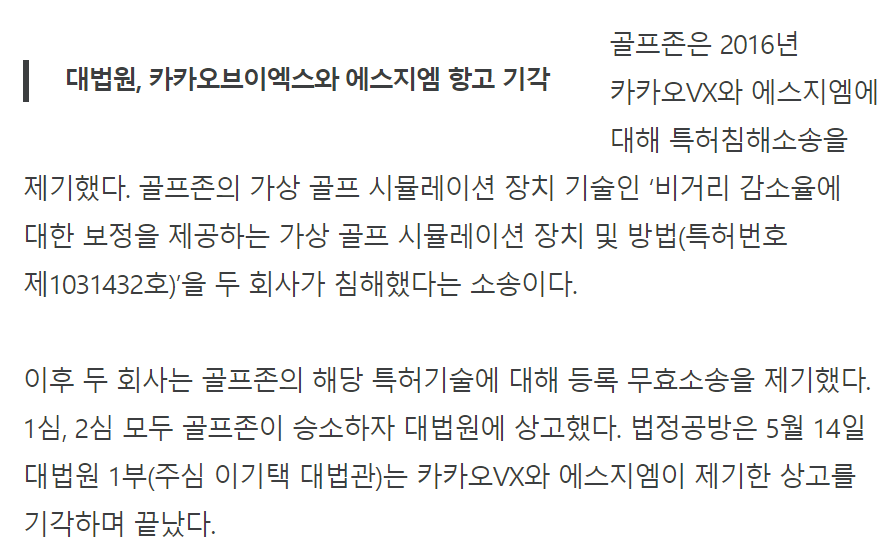 대법원, 카카오브이엑스와 에스지엠 항고 기각
골프존은 2016년
카카오VX와 에스지엠에
대해 특허침해소송을
제기했다. 골프존의 가상 골프 시뮬레이션 장치 기술인 ‘비거리 감소율에
대한 보정을 제공하는 가상 골프 시뮬레이션 장치 및 방법(특허번호
제1031432호)’을 두 회사가 침해했다는 소송이다.
이후 두 회사는 골프존의 해당 특허기술에 대해 등록 무효소송을 제기했다.
1심, 2심 모두 골프존이 승소하자 대법원에 상고했다. 법정공방은 5월 14일
대법원 1부(주심 이기택 대법관)는 카카오VX와 에스지엠이 제기한 상고를
기각하며 끝났다.